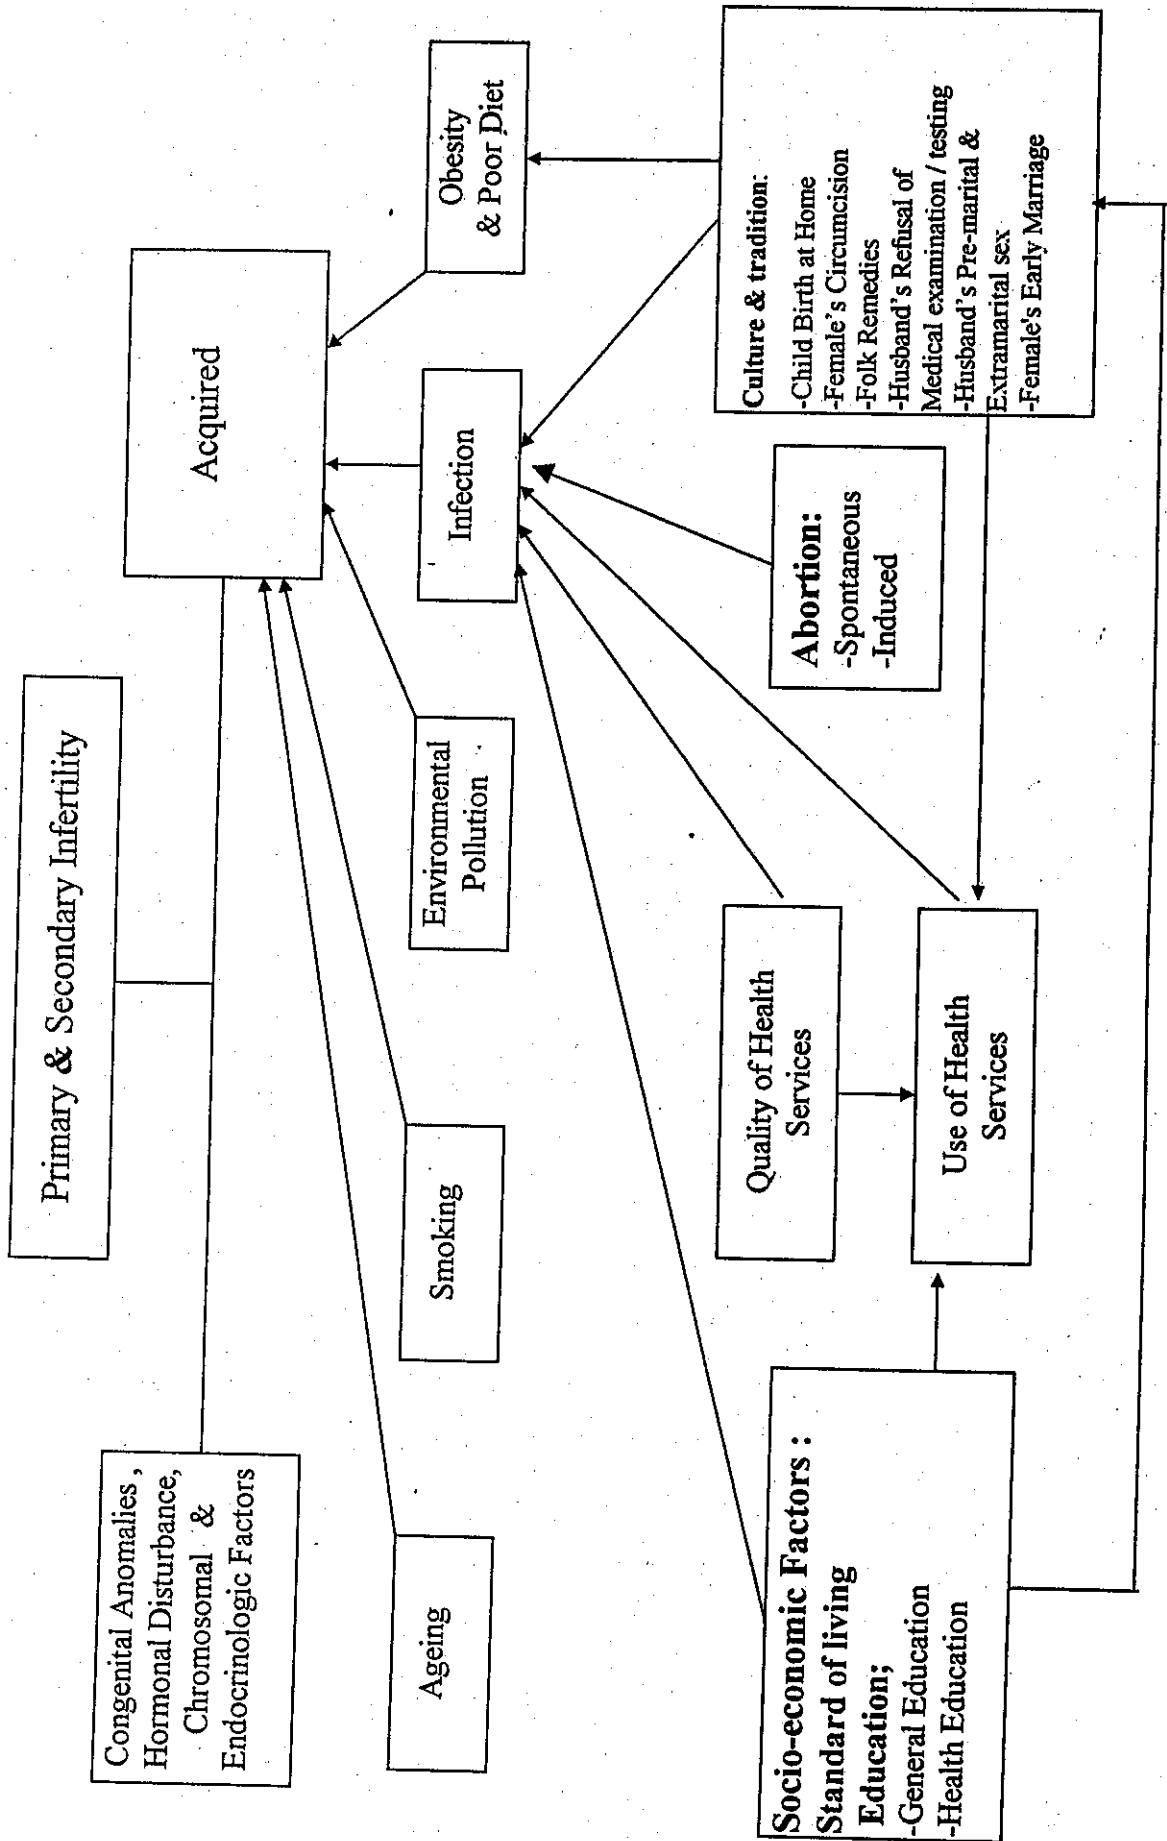 Primary & Secondary Infertility
Congenital Anomalies ,
Hormonal Disturbance,
Chromosomal &
Endocrinologic Factors
Acquired
Ageing
Smoking
Environmental
Pollution
Infection
Obesity
& Poor Diet
Socio-economic Factors :
Standard of living
Education;
-General Education
-Health Education
Quality of Health
Services
Use of Health
Services
Abortion:
-Spontaneous
-Induced
Culture & tradition:
-Child Birth at Home
-Female's Circumcision
-Folk Remedies
-Husband's Refusal of
Medical examination / testing
-Husband's Pre-marital &
Extramarital sex
-Female's Early Marriage